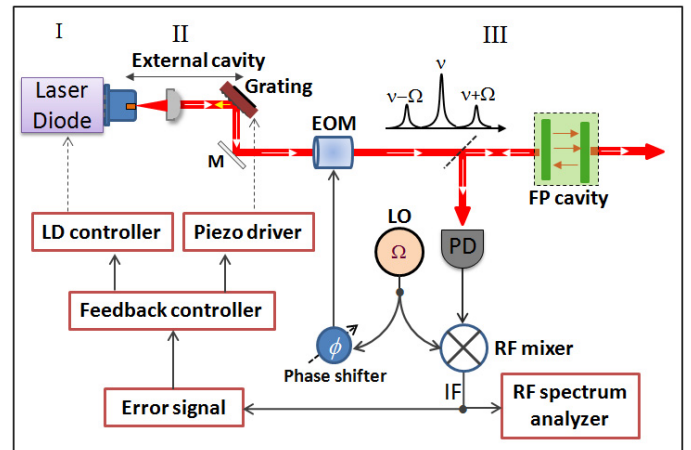 I
II
III
External cavity
Grating
Laser
Diode
ν
ν−Ω
ν+Ω
EOM
M
FP cavity
LO
Ω
PD
LD controller
Piezo driver
Feedback controller
ϕ
Phase shifter
RF mixer
IF
Error signal
RF spectrum
analyzer